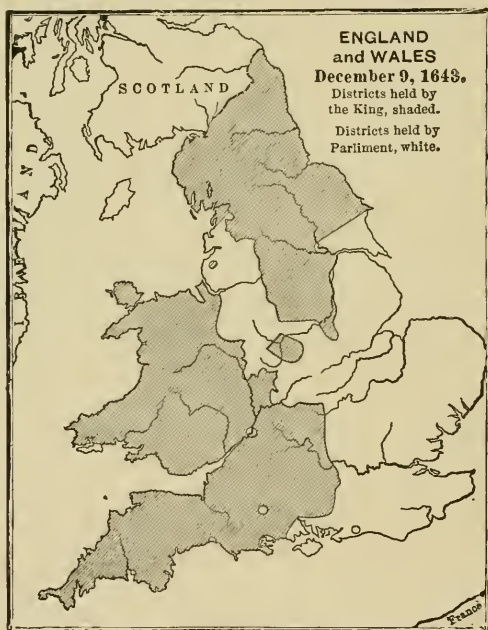 ENGLAND
and WALES
December 9, 1643.
Districts held by
the King, shaded.
Districts held by
Parliment, white.
SCOTLAND
IRELAND
France